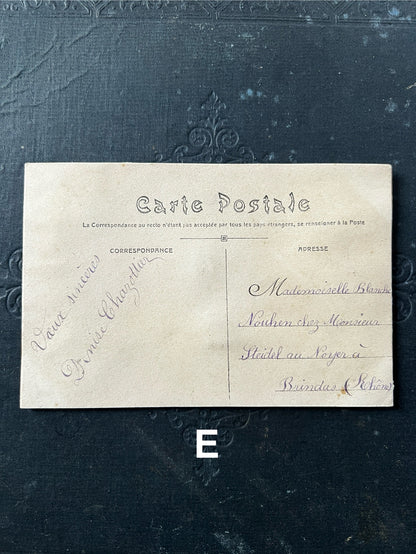 Carte Postale
La Correspondance au recto n'étant pas acceptée par tous les pays étrangers, se renseigner à la Poste
CORRESPONDANCE
ADRESSE
Vœux sincères
Denise Chazottier
Mademoiselle Blanche
Nouhen chez Monsieur
Steidel au Noyer à
Brindas (Rhône)
E